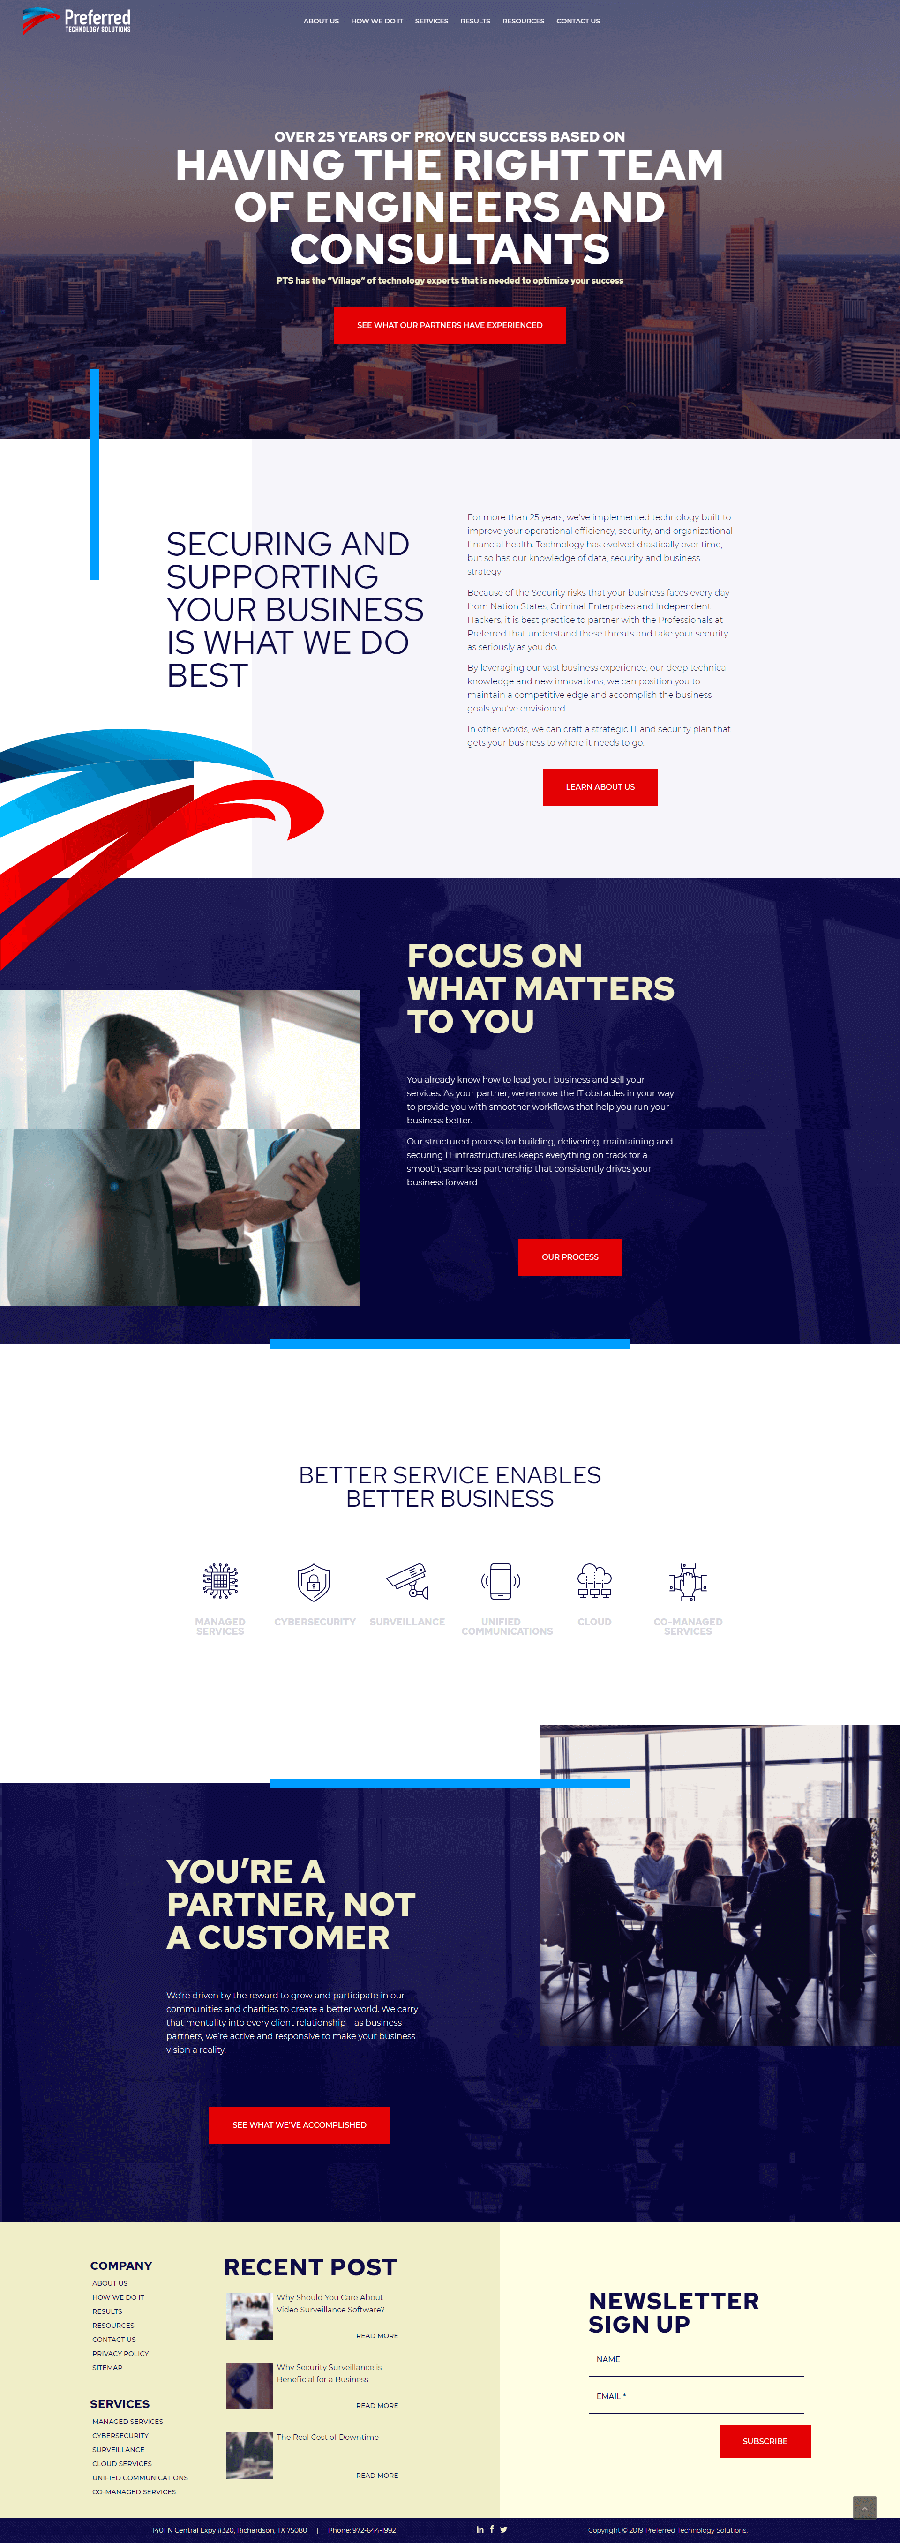 Preferred
TECHNOLOGY SOLUTIONS
ABOUT US HOW WE DO IT SERVICES RESULTS RESOURCES CONTACT US
OVER 25 YEARS OF PROVEN SUCCESS BASED ON
HAVING THE RIGHT TEAM
OF ENGINEERS AND
CONSULTANTS
PTS has the “Village” of technology experts that is needed to optimize your success
SEE WHAT OUR PARTNERS HAVE EXPERIENCED
SECURING AND
SUPPORTING
YOUR BUSINESS
IS WHAT WE DO
BEST
For more than 25 years, we've implemented technology built to
improve your operational efficiency, security, and organizational
financial health. Technology has evolved drastically over time,
but so has our knowledge of data, security and business
strategy.
Because of the Security risks that your business faces every day
from Nation States, Criminal Enterprises and Independent
Hackers, it is best practice to partner with the Professionals at
Preferred that understand these threats and take your security
as seriously as you do.
By leveraging our vast business experience, our deep technical
knowledge and new innovations, we can position you to
maintain a competitive edge and accomplish the business
goals you've envisioned.
In other words, we can craft a strategic IT and security plan that
gets your business to where it needs to go.
LEARN ABOUT US
FOCUS ON
WHAT MATTERS
TO YOU
You already know how to lead your business and sell your
services. As your partner, we remove the IT obstacles in your way
to provide you with smoother workflows that help you run your
business better.
Our structured process for building, delivering, maintaining and
securing IT infrastructures keeps everything on track for a
smooth, seamless partnership that consistently drives your
business forward.
OUR PROCESS
BETTER SERVICE ENABLES
BETTER BUSINESS
MANAGED
SERVICES
CYBERSECURITY
SURVEILLANCE
UNIFIED
COMMUNICATIONS
CLOUD
CO-MANAGED
SERVICES
YOU’RE A
PARTNER, NOT
A CUSTOMER
We're driven by the reward to grow and participate in our
communities and charities to create a better world. We carry
that mentality into every client relationship – as business
partners, we're active and responsive to make your business
vision a reality.
SEE WHAT WE'VE ACCOMPLISHED
COMPANY
ABOUT US
HOW WE DO IT
RESULTS
RESOURCES
CONTACT US
PRIVACY POLICY
SITEMAP
SERVICES
MANAGED SERVICES
CYBERSECURITY
SURVEILLANCE
CLOUD SERVICES
UNIFIED COMMUNICATIONS
CO-MANAGED SERVICES
RECENT POST
Why Should You Care About
Video Surveillance Software?
READ MORE
Why Security Surveillance is
Beneficial for a Business
READ MORE
The Real Cost of Downtime
READ MORE
NEWSLETTER
SIGN UP
NAME
EMAIL *
SUBSCRIBE
N Central Expy #320, Richardson, TX 75080 | Phone: 972-644-1992
in f
Copyright © 2019 Preferred Technology Solutions.